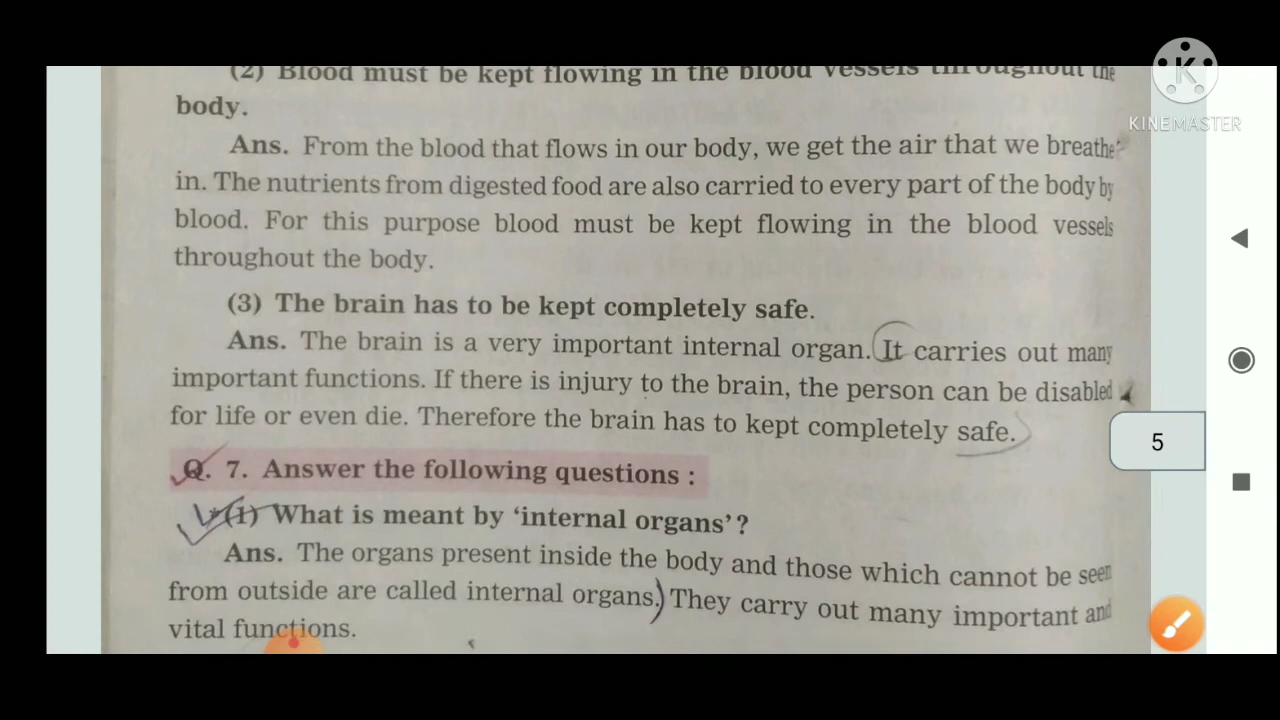 (2) Blood must be kept flowing in the blood vessels throughout the
body.
Ans. From the blood that flows in our body, we get the air that we breathe
in. The nutrients from digested food are also carried to every part of the body by
blood. For this purpose blood must be kept flowing in the blood vessels
throughout the body.
(3) The brain has to be kept completely safe.
Ans. The brain is a very important internal organ. It carries out many
important functions. If there is injury to the brain, the person can be disabled
for life or even die. Therefore the brain has to kept completely safe.
Q. 7. Answer the following questions :
*(1) What is meant by ‘internal organs’?
Ans. The organs present inside the body and those which cannot be seen
from outside are called internal organs. They carry out many important and
vital functions.
5
K
KINEMASTER